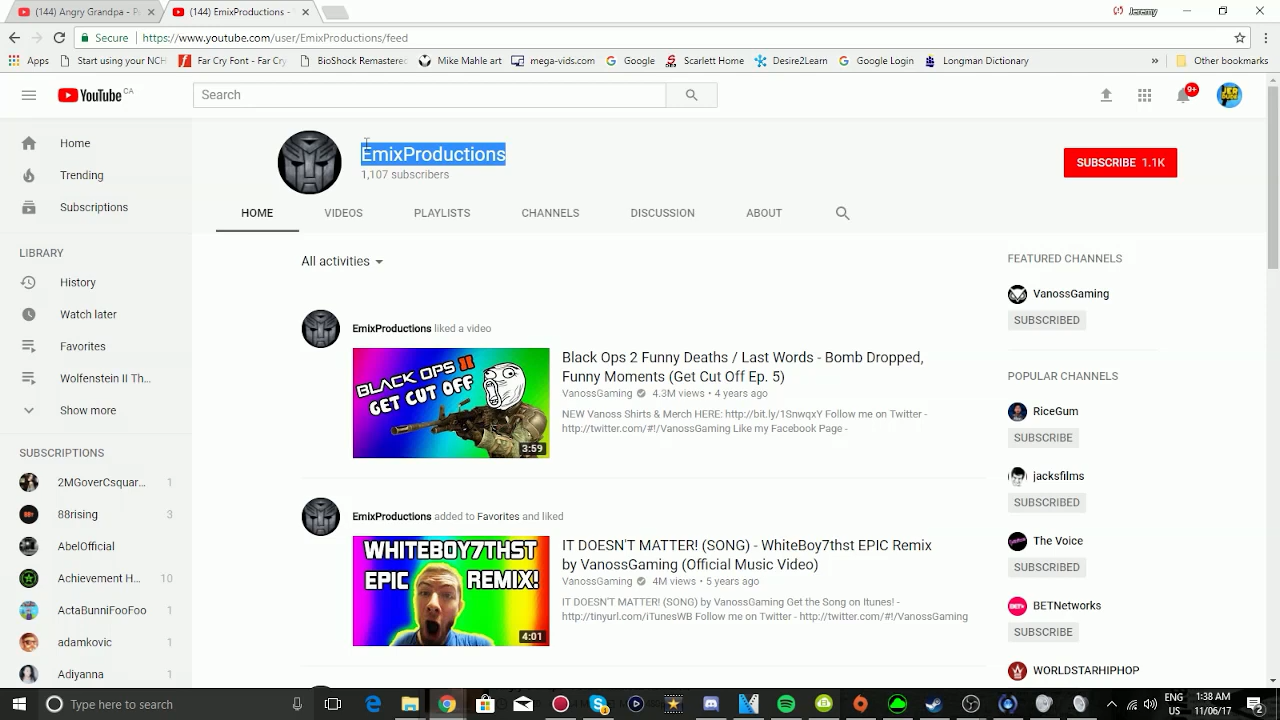 (144) Angry Grandpa - P
(144) EmixProductions -
Jeremy
Secure
https://www.youtube.com/user/EmixProductions/feed
Apps
Start using your NCH
Far Cry Font - Far Cry
BioShock Remastered
Mike Mahle art
mega-vids.com
Google
Scarlett Home
Desire2Learn
Google Login
Longman Dictionary
»
Other bookmarks
YouTube CA
Search
9+
JER DUDE
Home
Trending
Subscriptions
LIBRARY
History
Watch later
Favorites
Wolfenstein II Th...
Show more
SUBSCRIPTIONS
2MGoverCsquar... 1
88rising 3
AbelOfficial
Achievement H... 10
ActaBunniFooFoo 1
adamkovic 1
Adiyanna 1
EmixProductions
1,107 subscribers
SUBSCRIBE 1.1K
HOME
VIDEOS
PLAYLISTS
CHANNELS
DISCUSSION
ABOUT
All activities
EmixProductions liked a video
BLACK OPS II
GET CUT OFF
3:59
Black Ops 2 Funny Deaths / Last Words - Bomb Dropped,
Funny Moments (Get Cut Off Ep. 5)
VanossGaming 4.3M views • 4 years ago
NEW Vanoss Shirts & Merch HERE: http://bit.ly/1SnwqxY Follow me on Twitter -
http://twitter.com/#!/VanossGaming Like my Facebook Page -
EmixProductions added to Favorites and liked
WHITEBOY7THST
EPIC REMIX!
4:01
IT DOESN'T MATTER! (SONG) - WhiteBoy7thst EPIC Remix
by VanossGaming (Official Music Video)
VanossGaming 4M views • 5 years ago
IT DOESN'T MATTER! (SONG) by VanossGaming Get the Song on Itunes! -
http://tinyurl.com/iTunesWB Follow me on Twitter - http://twitter.com/#!/VanossGaming
FEATURED CHANNELS
VanossGaming
SUBSCRIBED
POPULAR CHANNELS
RiceGum
SUBSCRIBE
jacksfilms
SUBSCRIBED
The Voice
SUBSCRIBED
BETNetworks
SUBSCRIBE
WORLDSTARHIPHOP
Type here to search
ENG
US
1:38 AM
11/06/17
2